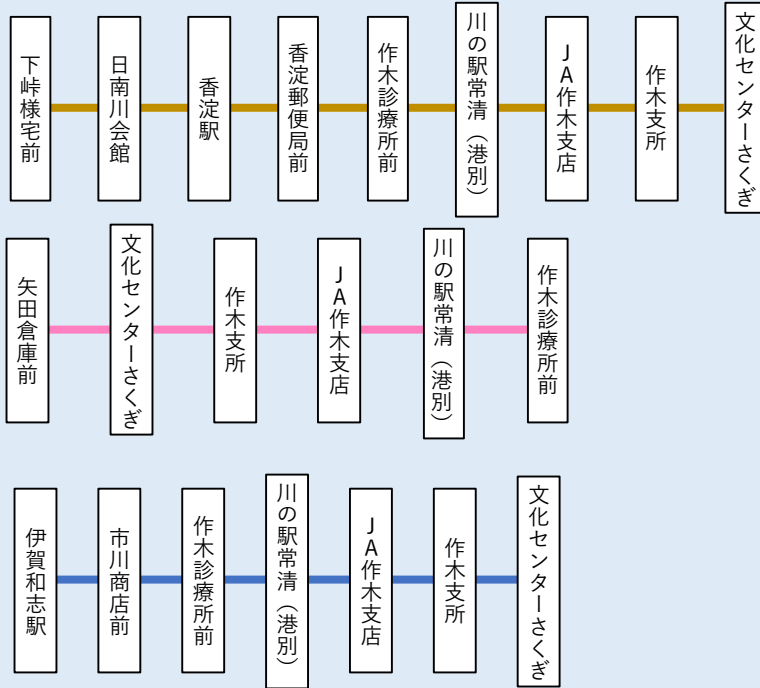 下峠様宅前
日南川会館
香淀駅
香淀郵便局前
作木診療所前
川の駅常清（港別）
JA作木支店
作木支所
文化センターさくぎ
矢田倉庫前
文化センターさくぎ
作木支所
JA作木支店
川の駅常清（港別）
作木診療所前
伊賀和志駅
市川商店前
作木診療所前
川の駅常清（港別）
JA作木支店
作木支所
文化センターさくぎ